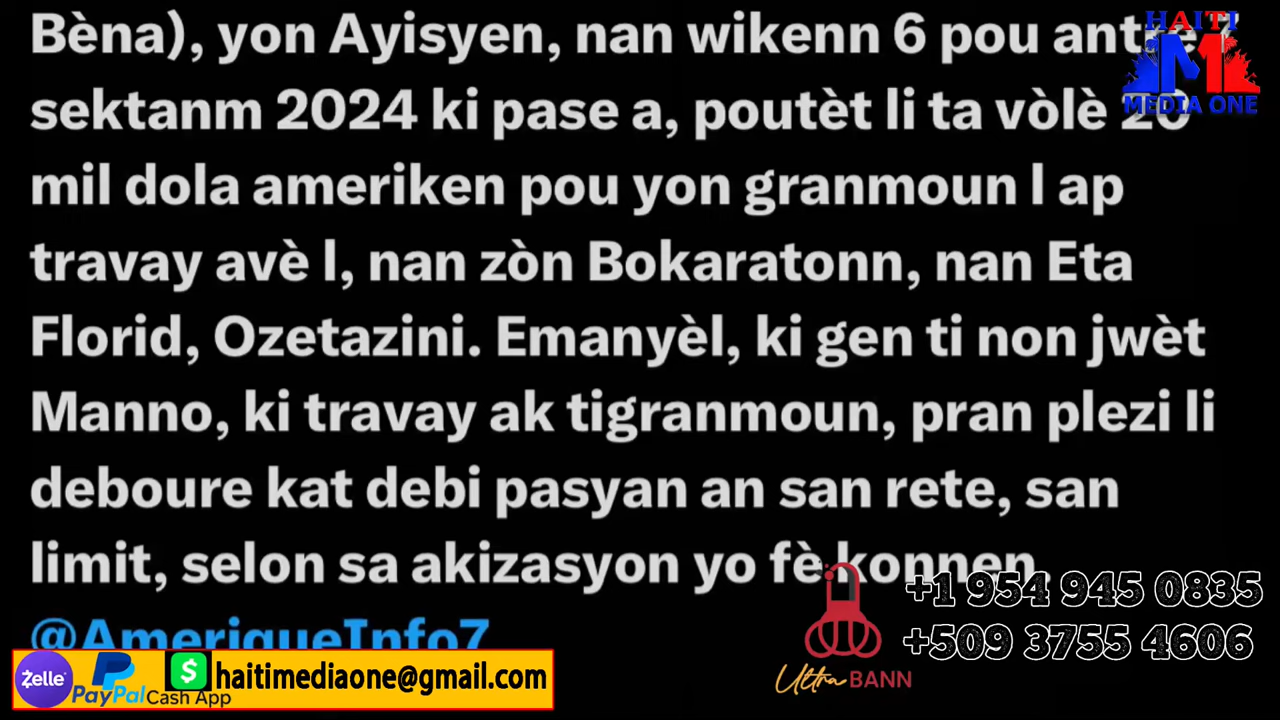 Bèna), yon Ayisyen, nan wikenn 6 pou antre 7
sektanm 2024 ki pase a, poutèt li ta vòlè 20
mil dola ameriken pou yon granmoun l ap
travay avè l, nan zòn Bokaratonn, nan Eta
Florid, Ozetazini. Emanyèl, ki gen ti non jwèt
Manno, ki travay ak tigranmoun, pran plezi li
deboure kat debi pasyan an san rete, san
limit, selon sa akizasyon yo fè konnen
@AmeriqueInfo7
HAITI
M
MEDIA ONE
Zelle
PayPal
$
Cash App
haitimediaone@gmail.com
Ultra BANN
+1 954 945 0835
+509 3755 4606